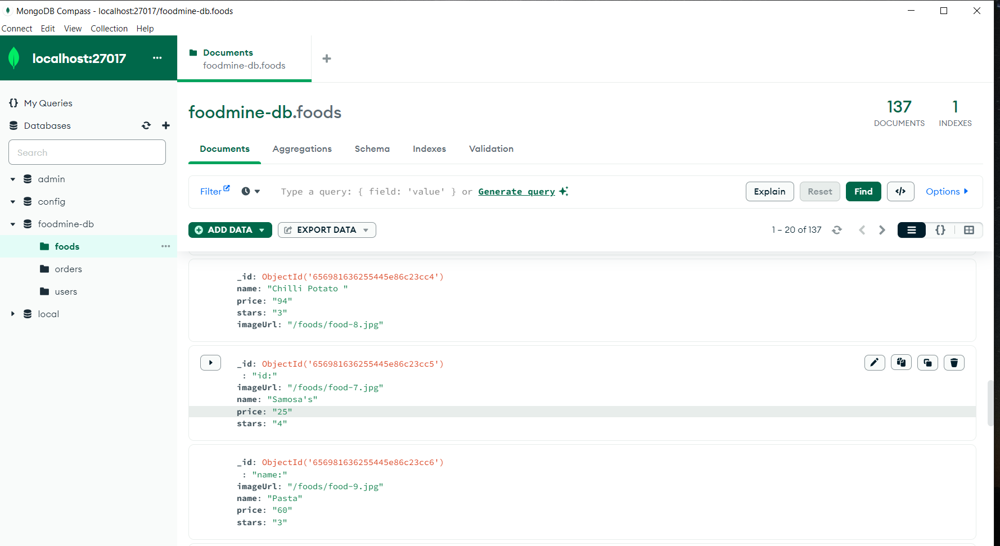 MongoDB Compass - localhost:27017/foodmine-db.foods
Connect Edit View Collection Help
localhost:27017 ...
Documents
foodmine-db.foods
+
{} My Queries
Databases
Search
admin
config
foodmine-db
foods ...
orders
users
local
foodmine-db.foods
137
DOCUMENTS
1
INDEXES
Documents Aggregations Schema Indexes Validation
Filter Type a query: { field: 'value' } or Generate query Explain Reset Find </> Options
ADD DATA EXPORT DATA 1 – 20 of 137 {}
_id: ObjectId('656981636255445e86c23cc4')
name: "Chilli Potato "
price: "94"
stars: "3"
imageUrl: "/foods/food-8.jpg"
_id: ObjectId('656981636255445e86c23cc5')
: "id:"
imageUrl: "/foods/food-7.jpg"
name: "Samosa's"
price: "25"
stars: "4"
_id: ObjectId('656981636255445e86c23cc6')
: "name:"
imageUrl: "/foods/food-9.jpg"
name: "Pasta"
price: "60"
stars: "3"